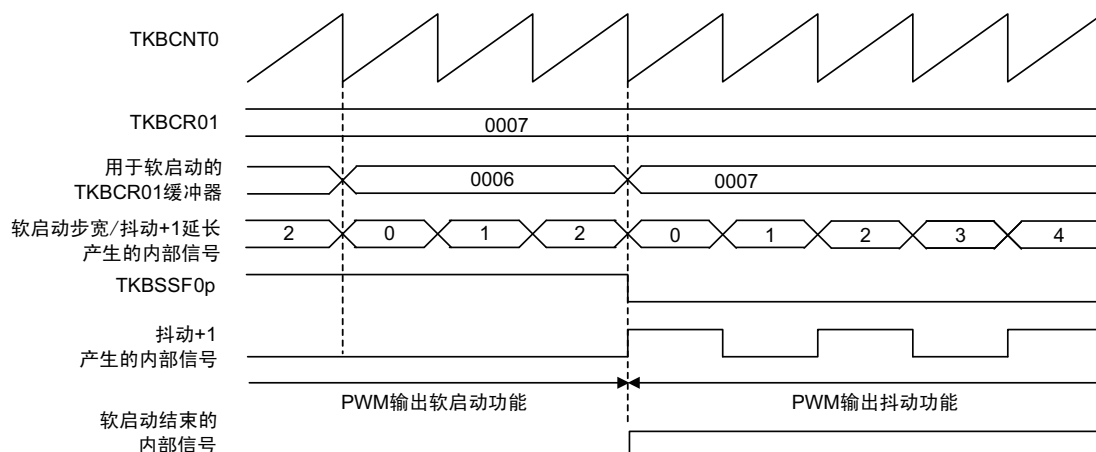 TKBCNT0
TKBCR01
0007
用于软启动的
TKBCR01缓冲器
0006
0007
软启动步宽/抖动+1延长
产生的内部信号
2
0
1
2
0
1
2
3
4
TKBSSF0p
抖动+1
产生的内部信号
PWM输出软启动功能
PWM输出抖动功能
软启动结束的
内部信号